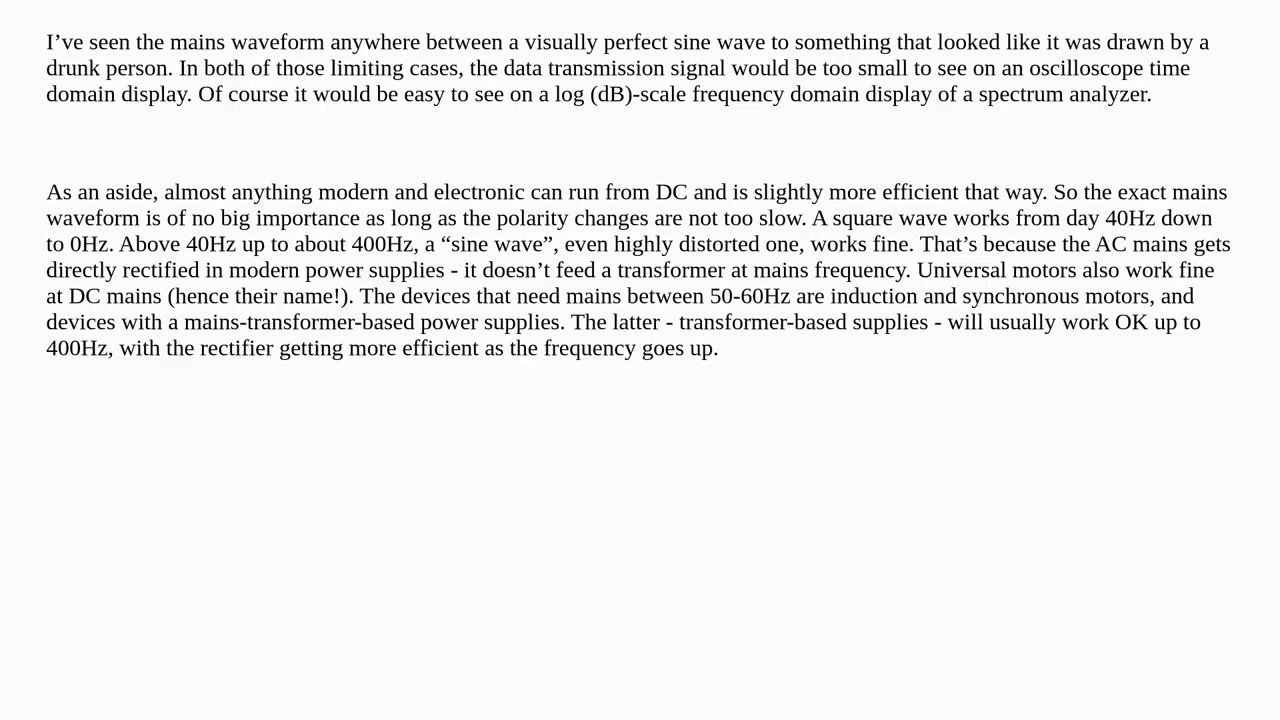 I’ve seen the mains waveform anywhere between a visually perfect sine wave to something that looked like it was drawn by a
drunk person. In both of those limiting cases, the data transmission signal would be too small to see on an oscilloscope time
domain display. Of course it would be easy to see on a log (dB)-scale frequency domain display of a spectrum analyzer.
As an aside, almost anything modern and electronic can run from DC and is slightly more efficient that way. So the exact mains
waveform is of no big importance as long as the polarity changes are not too slow. A square wave works from day 40Hz down
to 0Hz. Above 40Hz up to about 400Hz, a “sine wave”, even highly distorted one, works fine. That’s because the AC mains gets
directly rectified in modern power supplies - it doesn’t feed a transformer at mains frequency. Universal motors also work fine
at DC mains (hence their name!). The devices that need mains between 50-60Hz are induction and synchronous motors, and
devices with a mains-transformer-based power supplies. The latter - transformer-based supplies - will usually work OK up to
400Hz, with the rectifier getting more efficient as the frequency goes up.